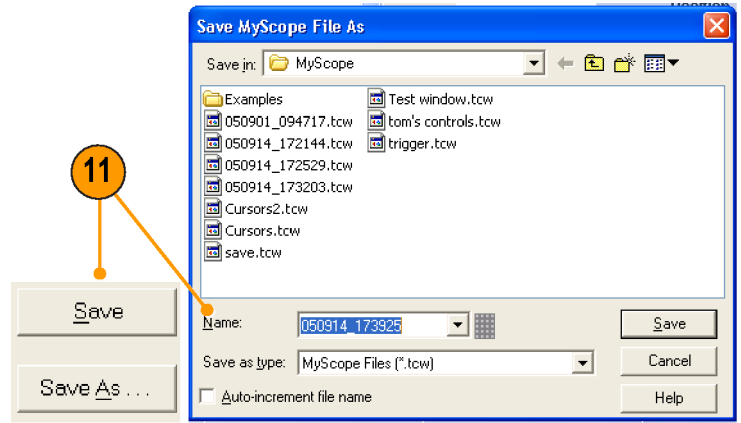 Save MyScope File As
Save in: MyScope
Examples
050901_094717.tcw
050914_172144.tcw
050914_172529.tcw
050914_173203.tcw
Cursors2.tcw
Cursors.tcw
save.tcw
Test window.tcw
tom's controls.tcw
trigger.tcw
11
Save
Save As . . .
Name: 050914_173925
Save
Save as type: MyScope Files (*.tcw)
Cancel
Auto-increment file name
Help